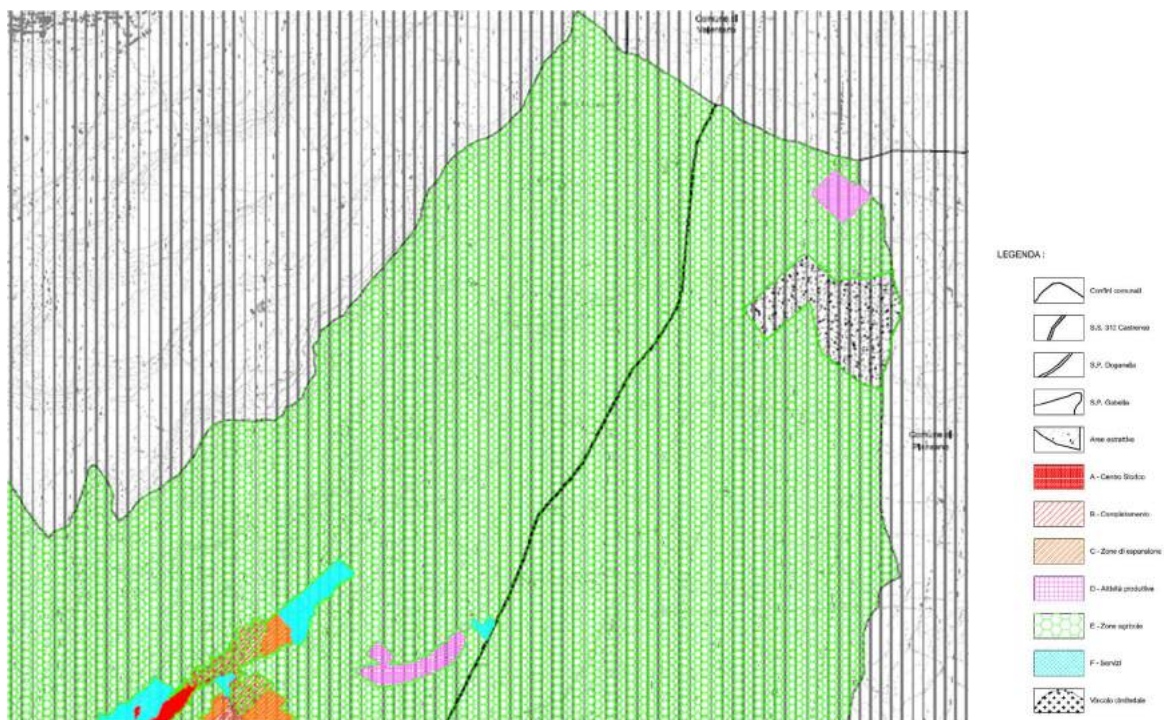 Comune di
Valentano
Comune di
Piansano
LEGENDA :
Confini comunali
S.S. 312 Castrense
S.P. Doganella
S.P. Gabella
Aree estrattive
A - Centro Storico
B - Completamento
C - Zone di espansione
D - Attività produttive
E - Zone agricole
F - Servizi
Vincolo cimiteriale